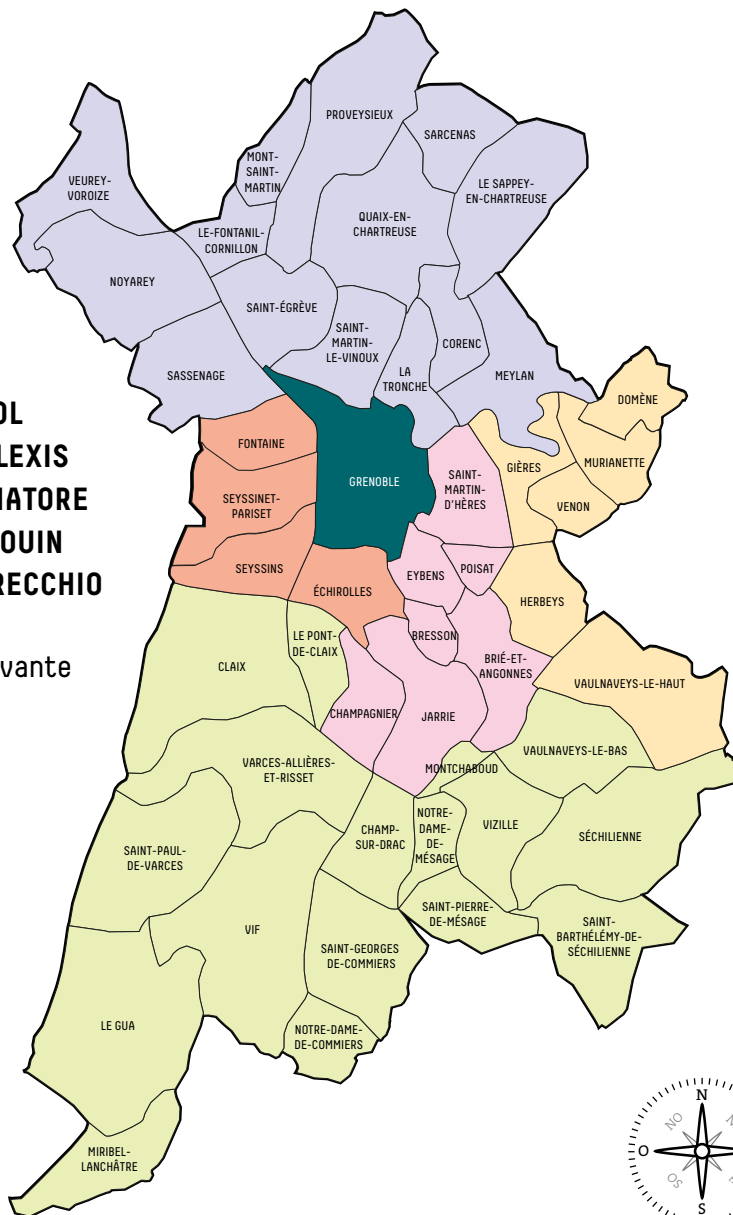 PROVEYSIEUX
SARCENAS
MONT-
SAINT-
MARTIN
VEUREY-
VOROIZE
LE SAPPEY-
EN-CHARTREUSE
QUAIX-EN-
CHARTREUSE
LE-FONTANIL-
CORNILLON
NOYAREY
SAINT-ÉGRÈVE
SAINT-
MARTIN-
LE-VINOUX
CORENC
LA
TRONCHE
MEYLAN
SASSENAGE
DOMÈNE
OL
LEXIS
NATORE
OUIN
RECCHIO
vante
FONTAINE
GIÈRES
MURIANETTE
SAINT-
MARTIN-
D'HÈRES
GRENOBLE
SEYSSINET-
PARISET
VENON
SEYSSINS
EYBENS
POISAT
ÉCHIROLLES
HERBEYS
BRESSON
LE PONT-
DE-CLAIX
CLAIX
BRIÉ-ET-
ANGONNES
VAULNAVEYS-LE-HAUT
CHAMPAGNIER
JARRIE
VAULNAVEYS-LE-BAS
MONTCHABOUD
VARCES-ALLIÈRES-
ET-RISSET
NOTRE-
DAME-
DE-
MÉSAGE
VIZILLE
CHAMP-
SUR-DRAC
SÉCHILIENNE
SAINT-PAUL-
DE-VARCES
SAINT-PIERRE-
DE-MÉSAGE
SAINT-
BARTHÉLÉMY-DE-
SÉCHILIENNE
VIF
SAINT-GEORGES
DE-COMMIERS
LE GUA
NOTRE-DAME-
DE-COMMIERS
MIRIBEL-
LANCHÂTRE
N
NO
O
SO
S